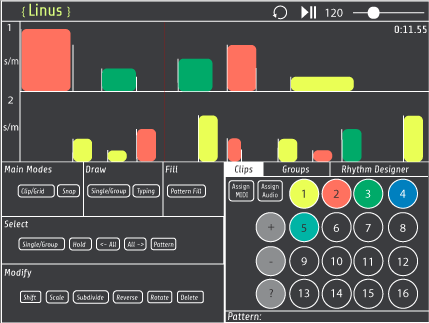 { Linus }
120
1
0:11.55
s/m
2
s/m
Main Modes
Draw
Fill
Clips
Groups
Rhythm Designer
Clip/Grid
Snap
Single/Group
Typing
Pattern Fill
Assign
MIDI
Assign
Audio
1
2
3
4
Select
+
5
6
7
8
Single/Group
Hold
<- All
All ->
Pattern
-
9
10
11
12
Modify
Shift
Scale
Subdivide
Reverse
Rotate
Delete
?
13
14
15
16
Pattern: